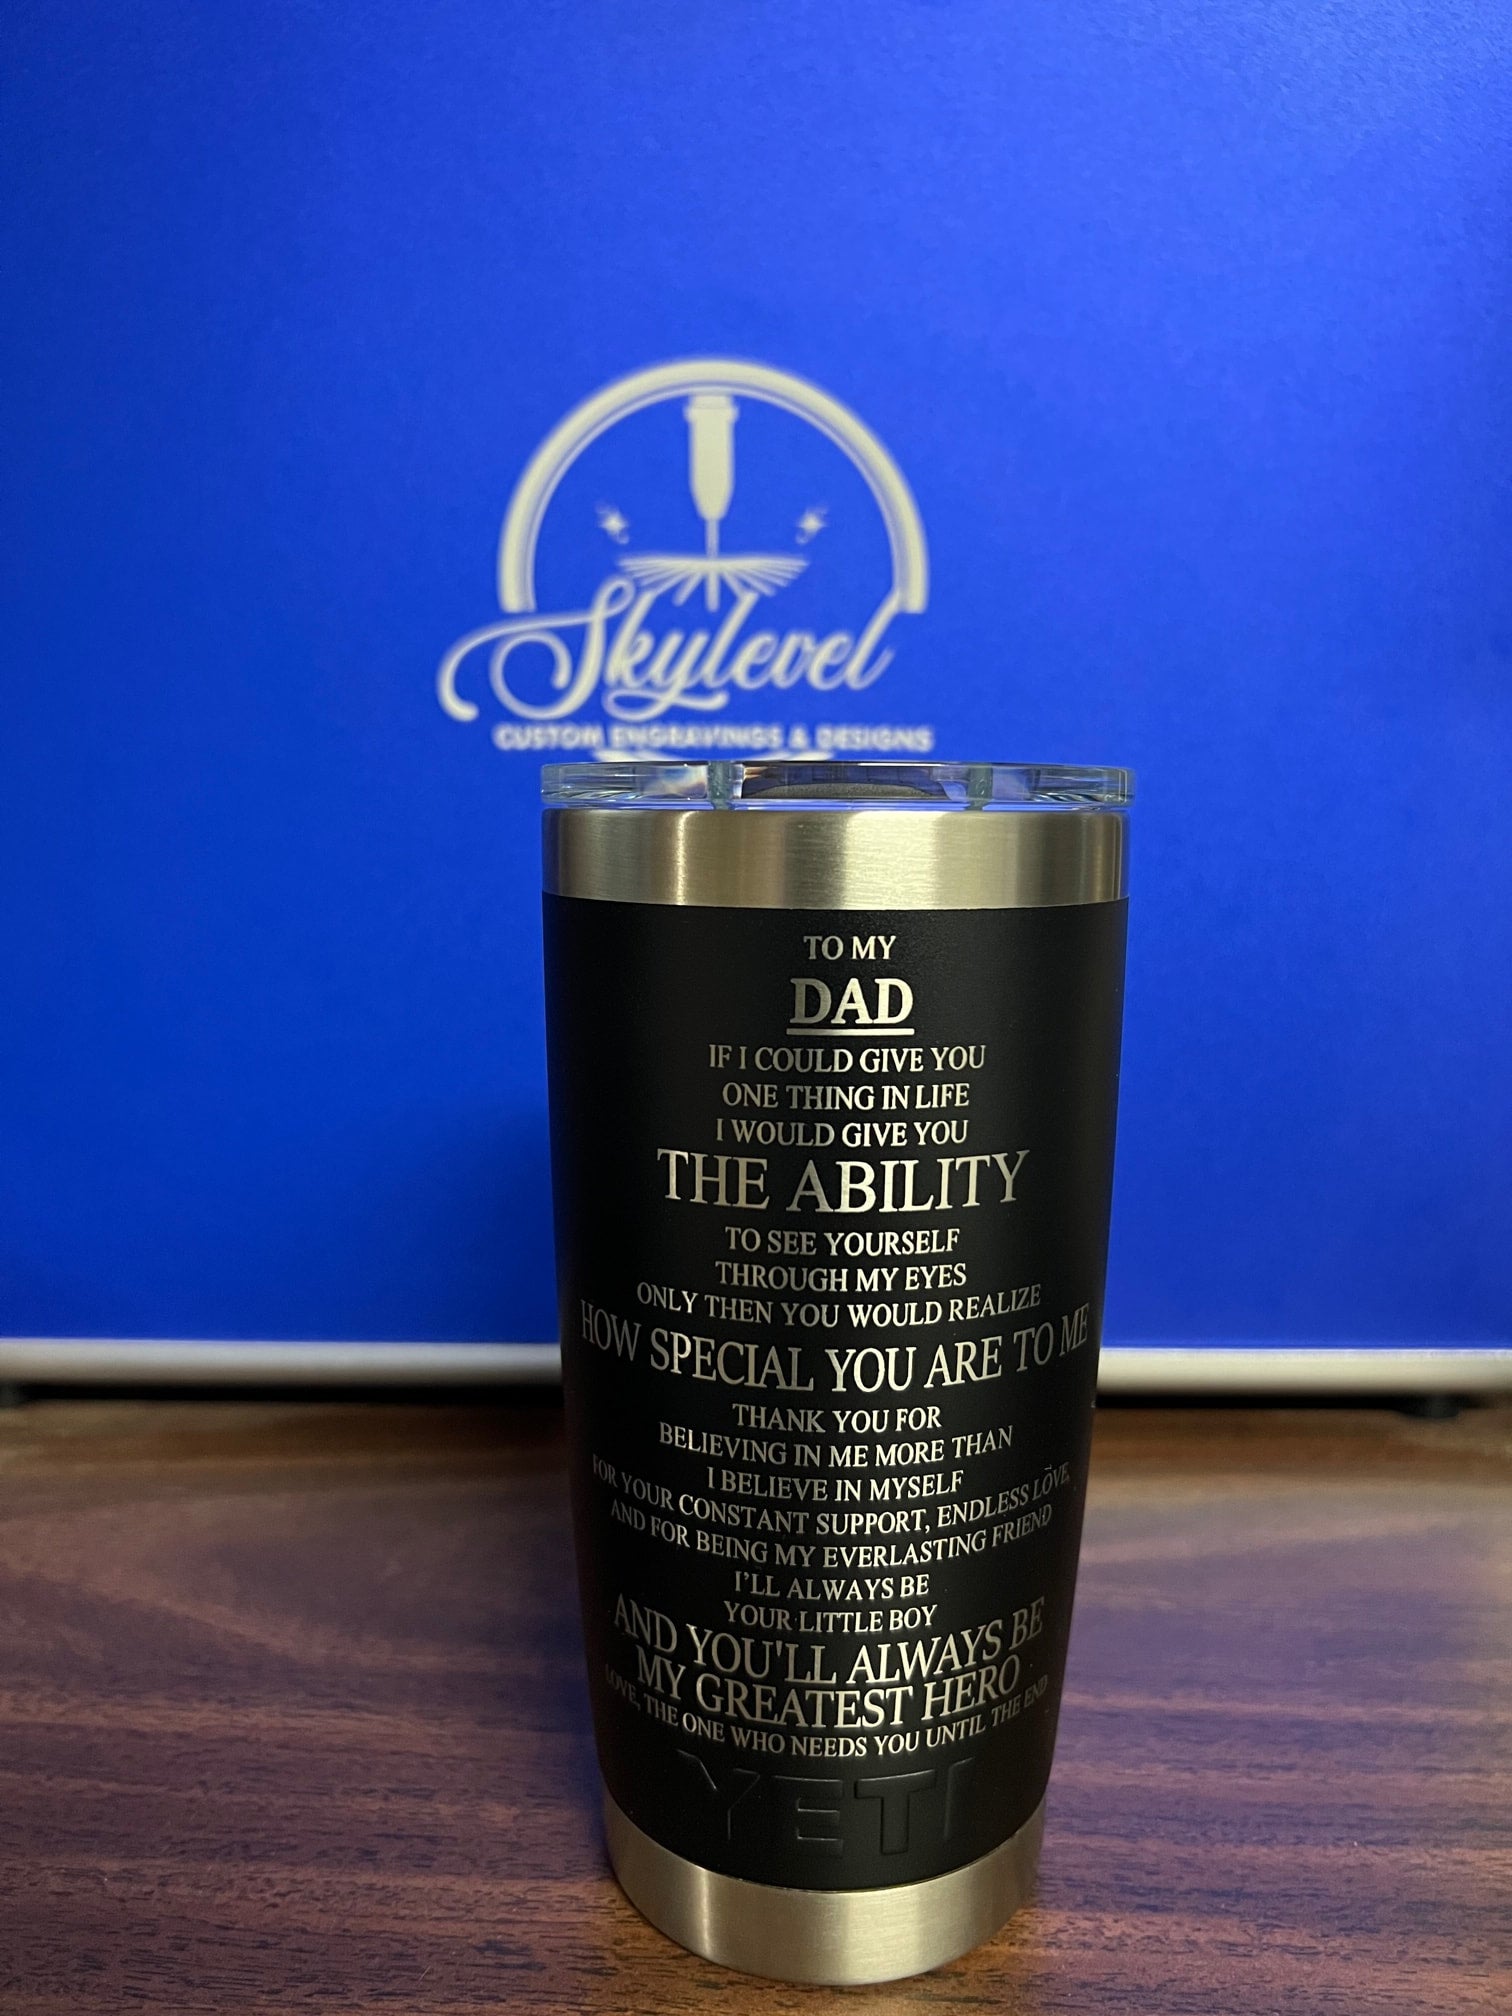 Skylevel
CUSTOM ENGRAVINGS & DESIGNS
TO MY
DAD
IF I COULD GIVE YOU
ONE THING IN LIFE
I WOULD GIVE YOU
THE ABILITY
TO SEE YOURSELF
THROUGH MY EYES
ONLY THEN YOU WOULD REALIZE
HOW SPECIAL YOU ARE TO ME
THANK YOU FOR
BELIEVING IN ME MORE THAN
I BELIEVE IN MYSELF
FOR YOUR CONSTANT SUPPORT, ENDLESS LOVE,
AND FOR BEING MY EVERLASTING FRIEND
I'LL ALWAYS BE
YOUR LITTLE BOY
AND YOU'LL ALWAYS BE
MY GREATEST HERO
LOVE, THE ONE WHO NEEDS YOU UNTIL THE END
YETI